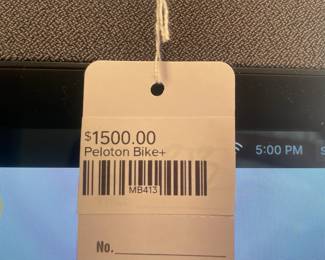 $1500.00
Peloton Bike+
MB413
5:00 PM
No.